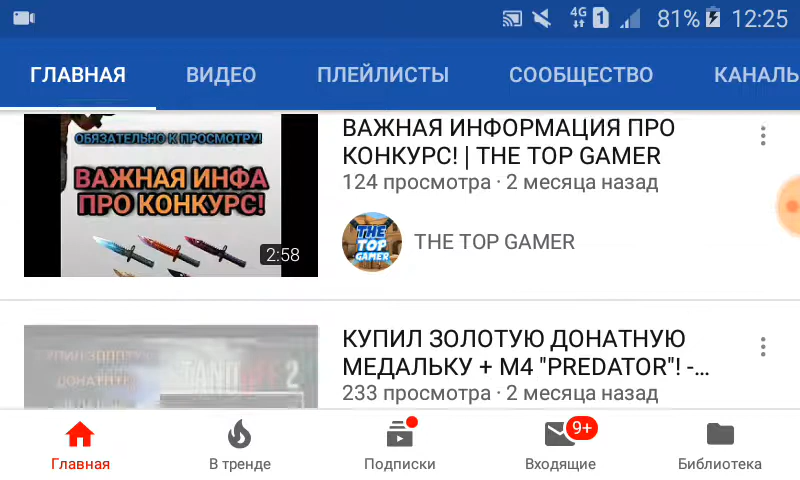 4G 1 81% 12:25
ГЛАВНАЯ ВИДЕО ПЛЕЙЛИСТЫ СООБЩЕСТВО КАНАЛЬ
ОБЯЗАТЕЛЬНО К ПРОСМОТРУ!
ВАЖНАЯ ИНФА
ПРО КОНКУРС!
2:58
ВАЖНАЯ ИНФОРМАЦИЯ ПРО
КОНКУРС! | THE TOP GAMER
124 просмотра · 2 месяца назад
THE
TOP
GAMER
THE TOP GAMER
КУПИЛ ЗОЛОТУЮ ДОНАТНУЮ
МЕДАЛЬКУ + M4 "PREDATOR"! -...
233 просмотра · 2 месяца назад
9+
Главная В тренде Подписки Входящие Библиотека